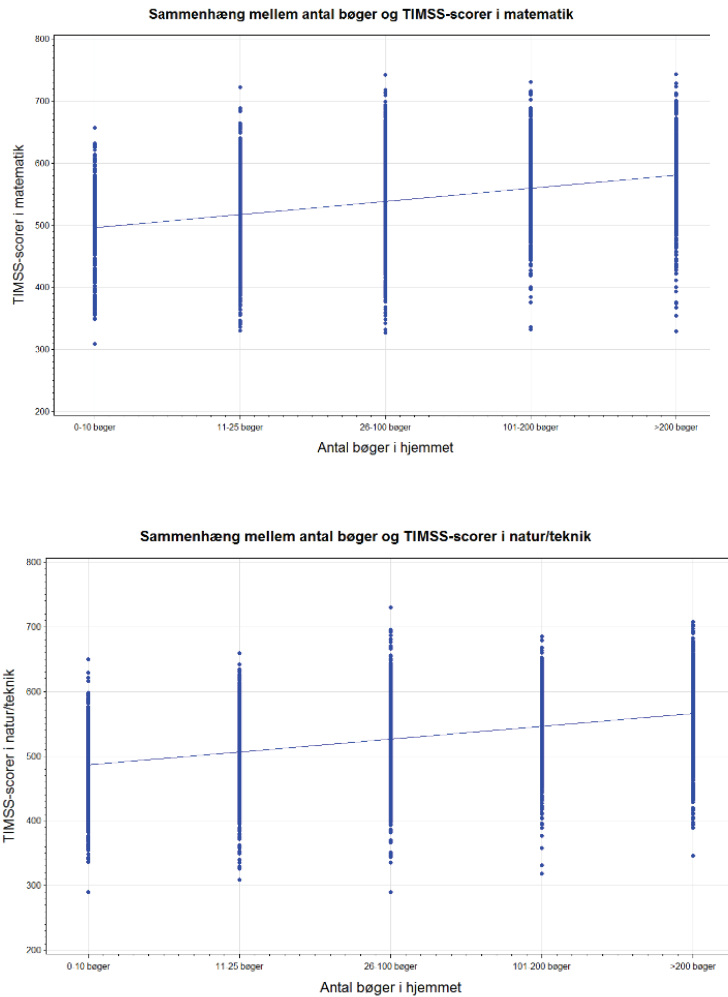 Sammenhæng mellem antal bøger og TIMSS-scorer i matematik
TIMSS-scorer i matematik
800
700
600
500
400
300
200
0-10 bøger 11-25 bøger 26-100 bøger 101-200 bøger >200 bøger
Antal bøger i hjemmet
Sammenhæng mellem antal bøger og TIMSS-scorer i natur/teknik
TIMSS-scorer i natur/teknik
800
700
600
500
400
300
200
0-10 bøger 11-25 bøger 26-100 bøger 101-200 bøger >200 bøger
Antal bøger i hjemmet